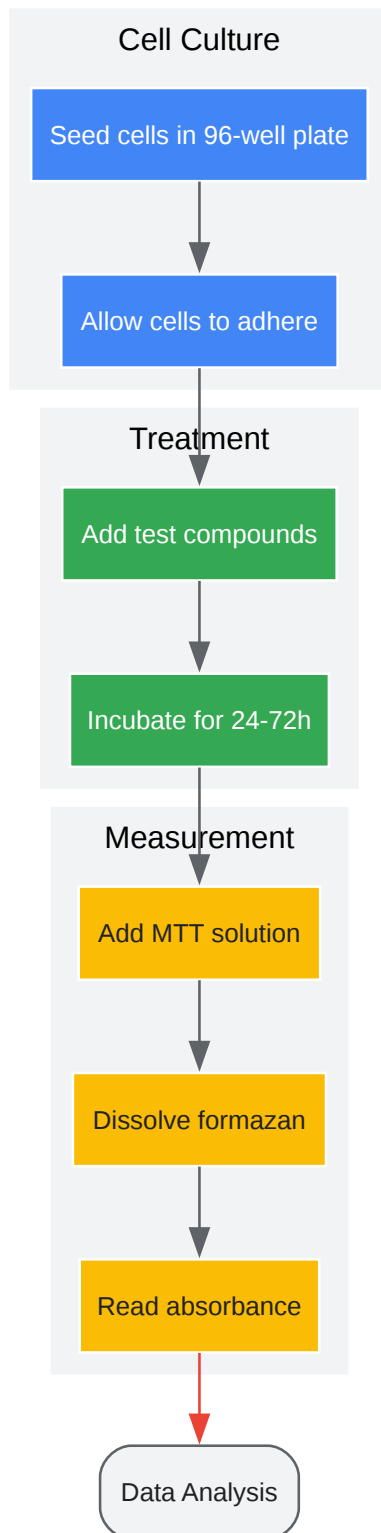 Cell Culture
Seed cells in 96-well plate
Allow cells to adhere
Treatment
Add test compounds
Incubate for 24-72h
Measurement
Add MTT solution
Dissolve formazan
Read absorbance
Data Analysis